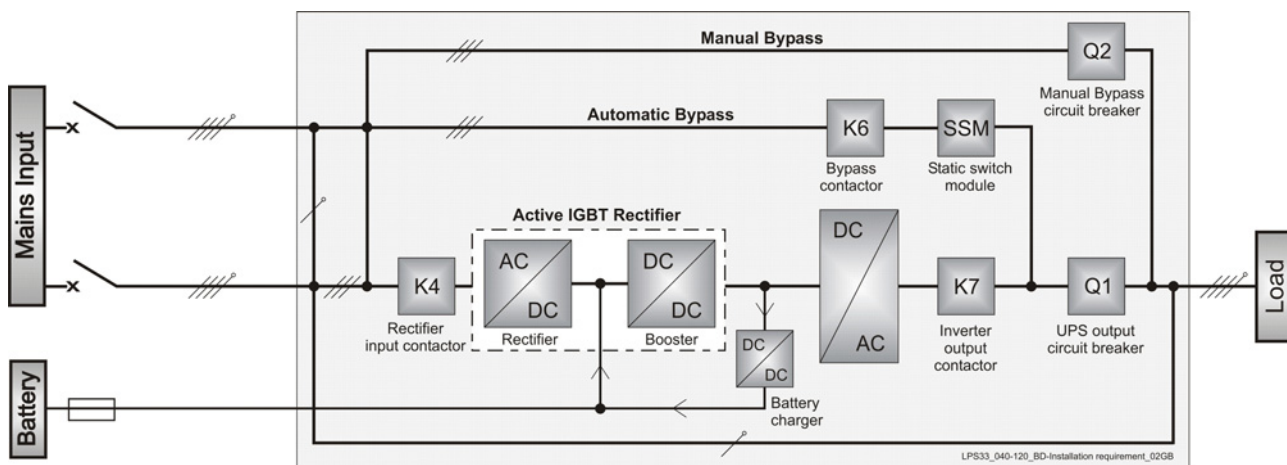 Manual Bypass
Q2
Manual Bypass
circuit breaker
Mains Input
Automatic Bypass
K6
Bypass
contactor
SSM
Static switch
module
Active IGBT Rectifier
K4
Rectifier
input contactor
AC
DC
Rectifier
DC
DC
Booster
DC
AC
K7
Inverter
output
contactor
Q1
UPS output
circuit breaker
Load
DC
DC
Battery
charger
Battery
LPS33_040-120_BD-Installation requirement_02GB